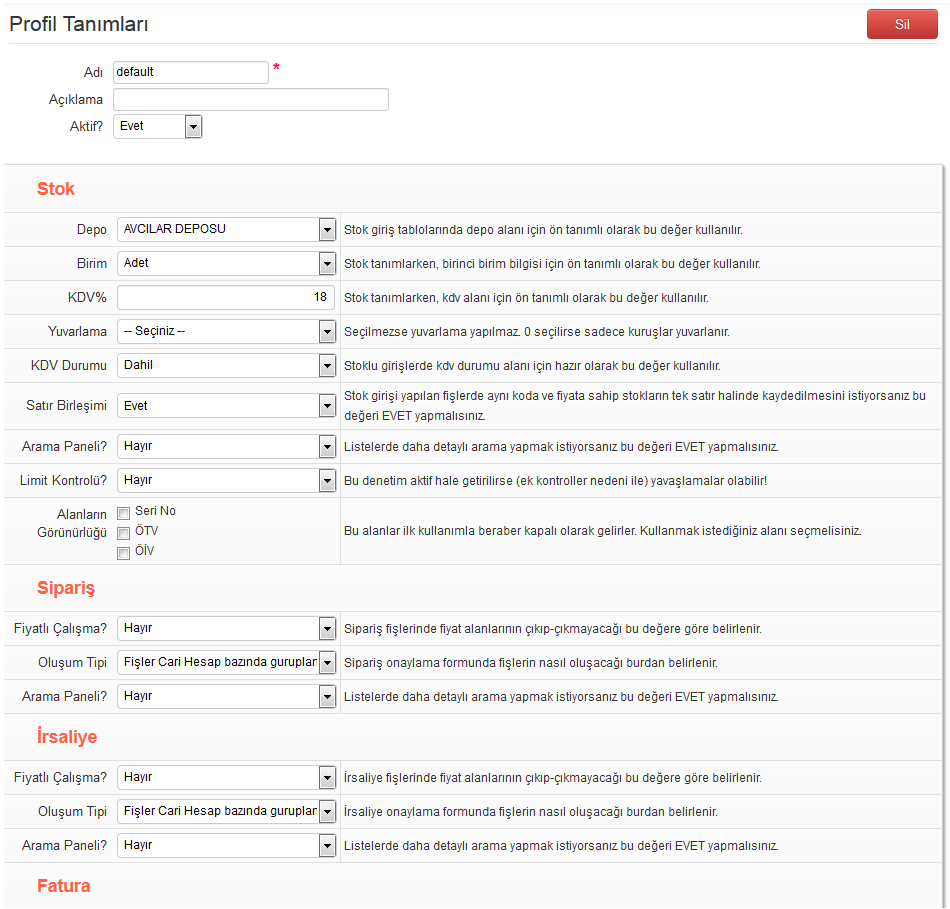 Profil Tanımları
Sil
Adı default *
Açıklama
Aktif? Evet
Stok
Depo AVCILAR DEPOSU Stok giriş tablolarında depo alanı için ön tanımlı olarak bu değer kullanılır.
Birim Adet Stok tanımlarken, birinci birim bilgisi için ön tanımlı olarak bu değer kullanılır.
KDV% 18 Stok tanımlarken, kdv alanı için ön tanımlı olarak bu değer kullanılır.
Yuvarlama -- Seçiniz -- Seçilmezse yuvarlama yapılmaz. 0 seçilirse sadece kuruşlar yuvarlanır.
KDV Durumu Dahil Stoklu girişlerde kdv durumu alanı için hazır olarak bu değer kullanılır.
Satır Birleşimi Evet Stok girişi yapılan fişlerde aynı koda ve fiyata sahip stokların tek satır halinde kaydedilmesini istiyorsanız bu
değeri EVET yapmalısınız.
Arama Paneli? Hayır Listelerde daha detaylı arama yapmak istiyorsanız bu değeri EVET yapmalısınız.
Limit Kontrolü? Hayır Bu denetim aktif hale getirilirse (ek kontroller nedeni ile) yavaşlamalar olabilir!
Alanların
Görünürlüğü
Seri No
ÖTV
ÖİV
Bu alanlar ilk kullanımla beraber kapalı olarak gelirler. Kullanmak istediğiniz alanı seçmelisiniz.
Sipariş
Fiyatlı Çalışma? Hayır Sipariş fişlerinde fiyat alanlarının çıkıp-çıkmayacağı bu değere göre belirlenir.
Oluşum Tipi Fişler Cari Hesap bazında guruplan Sipariş onaylama formunda fişlerin nasıl oluşacağı burdan belirlenir.
Arama Paneli? Hayır Listelerde daha detaylı arama yapmak istiyorsanız bu değeri EVET yapmalısınız.
İrsaliye
Fiyatlı Çalışma? Hayır İrsaliye fişlerinde fiyat alanlarının çıkıp-çıkmayacağı bu değere göre belirlenir.
Oluşum Tipi Fişler Cari Hesap bazında guruplan İrsaliye onaylama formunda fişlerin nasıl oluşacağı burdan belirlenir.
Arama Paneli? Hayır Listelerde daha detaylı arama yapmak istiyorsanız bu değeri EVET yapmalısınız.
Fatura